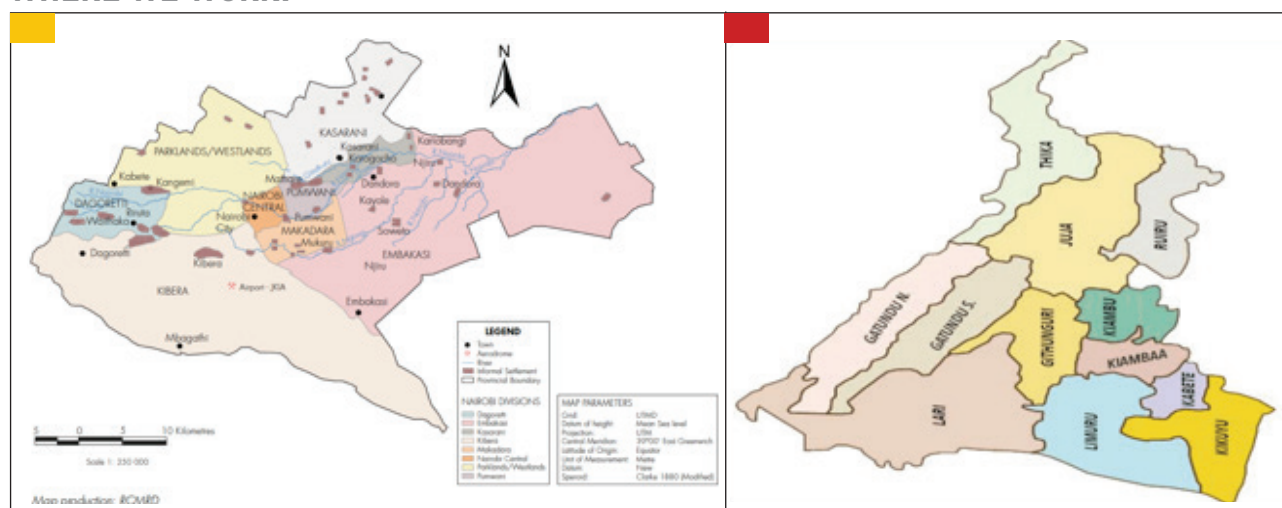 N
KASARANI
Kasarani
Kariobangi
Korogocho
PARKLANDS/WESTLANDS
Mathare
Njiru
Kabete
Kangemi
PUMWANI
Dandora
Dandora
DAGORETTI
NAIROBI
CENTRAL
Kayole
Riruta
Waithaka
Nairobi
City
Pumwani
MAKADARA
Soweto
Mukuru
EMBAKASI
Dagoretti
Kibera
Njiru
KIBERA
Airport - JKIA
Embakasi
Mbagathi
LEGEND
Town
Aerodrome
River
Informal Settlement
Provincial Boundary
NAIROBI DIVISIONS
Dagoretti
Embakasi
Kasarani
Kibera
Makadara
Nairobi Central
Parklands/Westlands
Pumwani
MAP PARAMETERS
Datum of height: Mean Sea level
Projection: UTM
Central Meridian
East Greenwich
Latitude of Origin: Equator
Unit of Measurement: Metre
Datum: New
Clarke 1880 (Modified)
5 0 5 10 Kilometres
Scale 1: 250 000
Map production: RCMRD
THIKA
JUJA
RUIRU
GATUNDU N.
GATUNDU S.
GITHUNGURI
KIAMBU
KIAMBAA
LARI
LIMURU
KABETE
KIKUYU